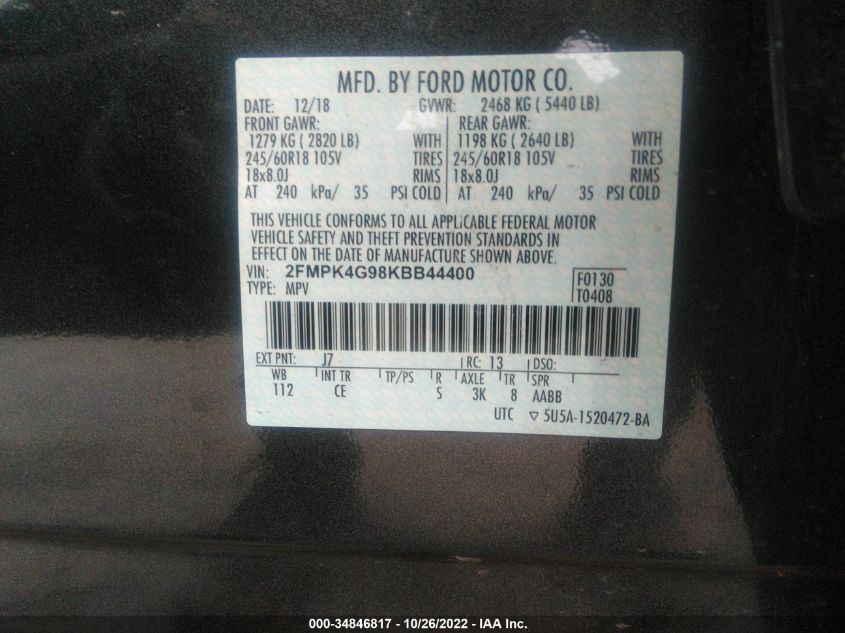 MFD. BY FORD MOTOR CO.
DATE: 12/18 GVWR: 2468 KG ( 5440 LB)
FRONT GAWR: REAR GAWR:
1279 KG ( 2820 LB) WITH 1198 KG ( 2640 LB) WITH
245/60R18 105V TIRES 245/60R18 105V TIRES
18x8.0J RIMS 18x8.0J RIMS
AT 240 kPa/ 35 PSI COLD AT 240 kPa/ 35 PSI COLD
THIS VEHICLE CONFORMS TO ALL APPLICABLE FEDERAL MOTOR
VEHICLE SAFETY AND THEFT PREVENTION STANDARDS IN
EFFECT ON THE DATE OF MANUFACTURE SHOWN ABOVE.
VIN: 2FMPK4G98KBB44400 F0130
TYPE: MPV T0408
EXT PNT: J7 RC: 13 DSO:
WB INT TR TP/PS R AXLE TR SPR
112 CE S 3K 8 AABB
UTC ▽ 5U5A-1520472-BA
000-34846817 - 10/26/2022 - IAA Inc.